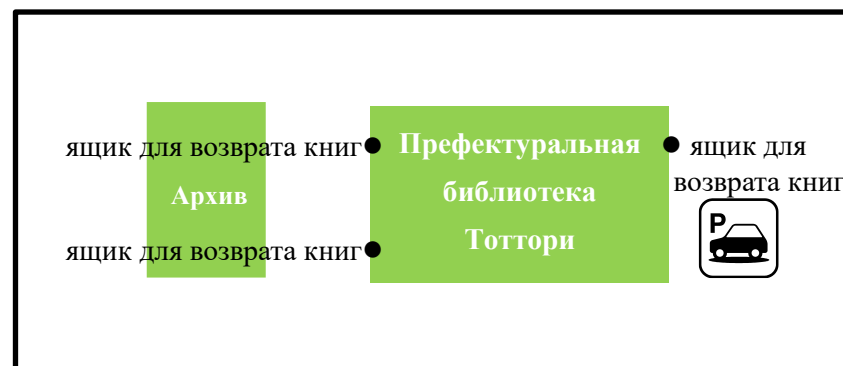 ящик для возврата книг
Архив
ящик для возврата книг
Префектуральная
библиотека
Тоттори
ящик для
возврата книг
P